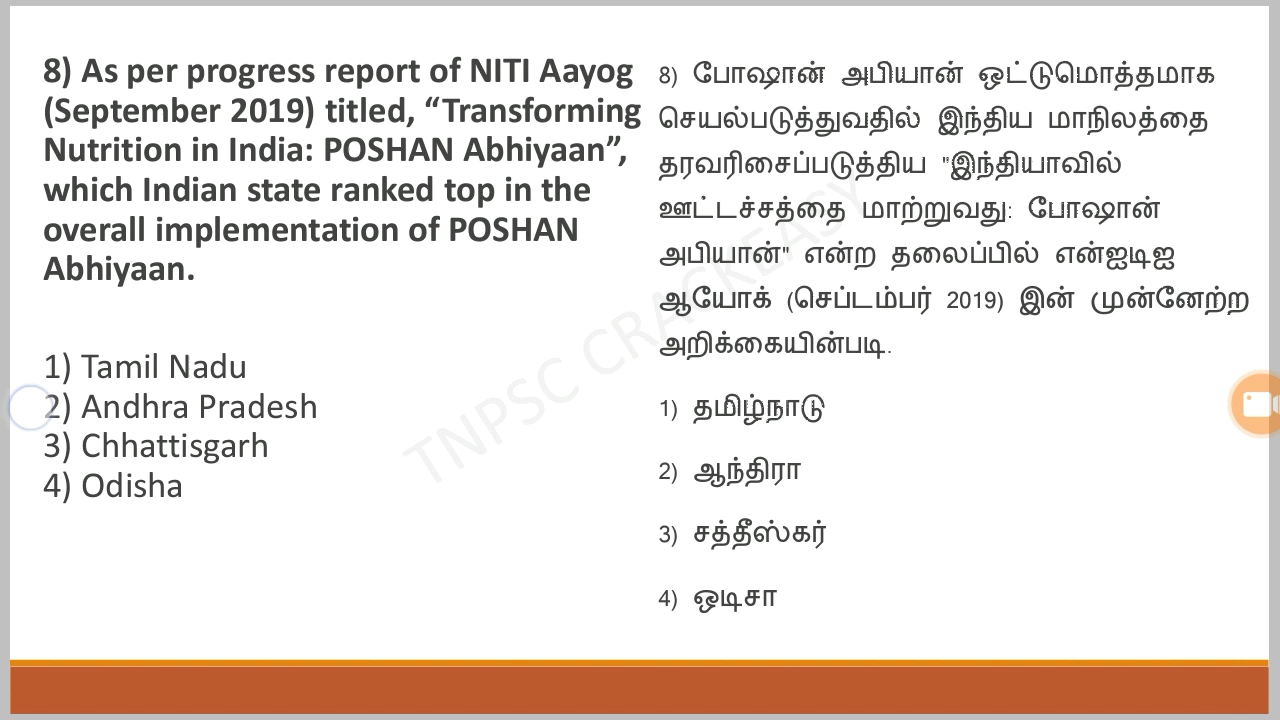 8) As per progress report of NITI Aayog
(September 2019) titled, “Transforming
Nutrition in India: POSHAN Abhiyaan”,
which Indian state ranked top in the
overall implementation of POSHAN
Abhiyaan.
1) Tamil Nadu
2) Andhra Pradesh
3) Chhattisgarh
4) Odisha
8) போஷான் அபியான் ஒட்டுமொத்தமாக
செயல்படுத்துவதில் இந்திய மாநிலத்தை
தரவரிசைப்படுத்திய "இந்தியாவில்
ஊட்டச்சத்தை மாற்றுவது: போஷான்
அபியான்" என்ற தலைப்பில் என்ஐடிஐ
ஆயோக் (செப்டம்பர் 2019) இன் முன்னேற்ற
அறிக்கையின்படி.
1) தமிழ்நாடு
2) ஆந்திரா
3) சத்தீஸ்கர்
4) ஒடிசா
TNPSC CRACKEASY